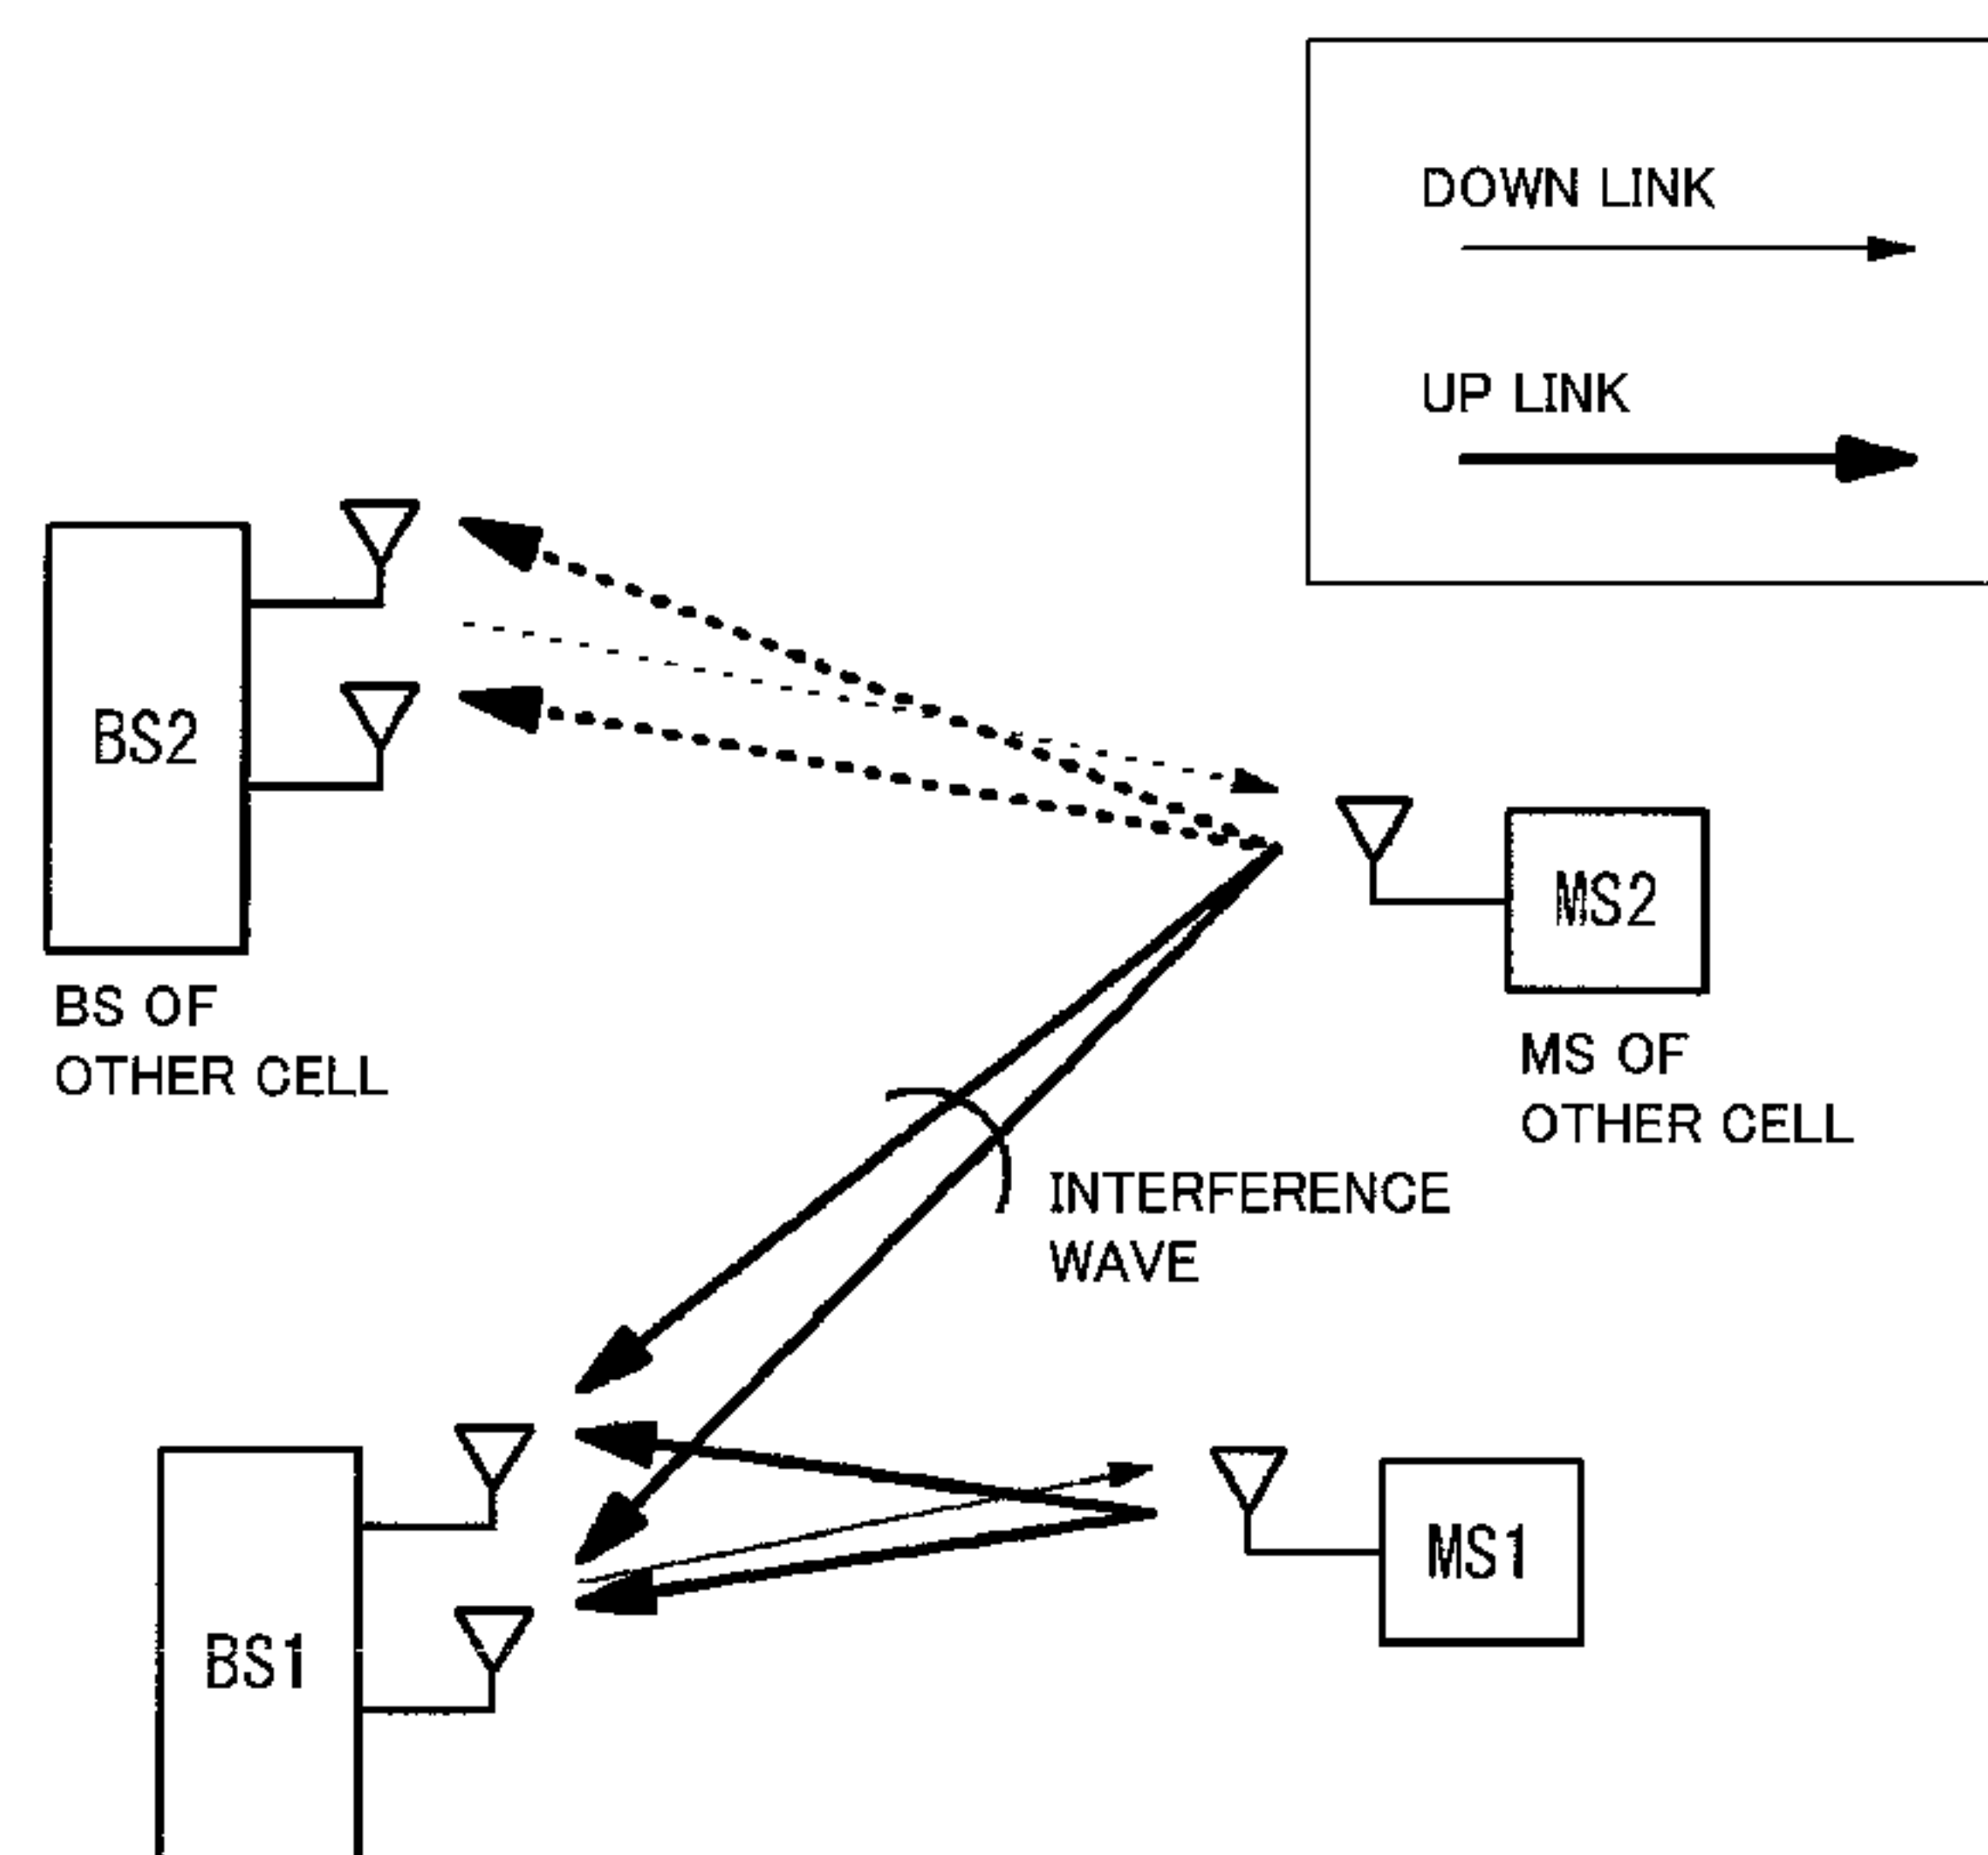 DOWN LINK
UP LINK
BS2
BS OF
OTHER CELL
MS2
MS OF
OTHER CELL
INTERFERENCE
WAVE
MS1
BS1